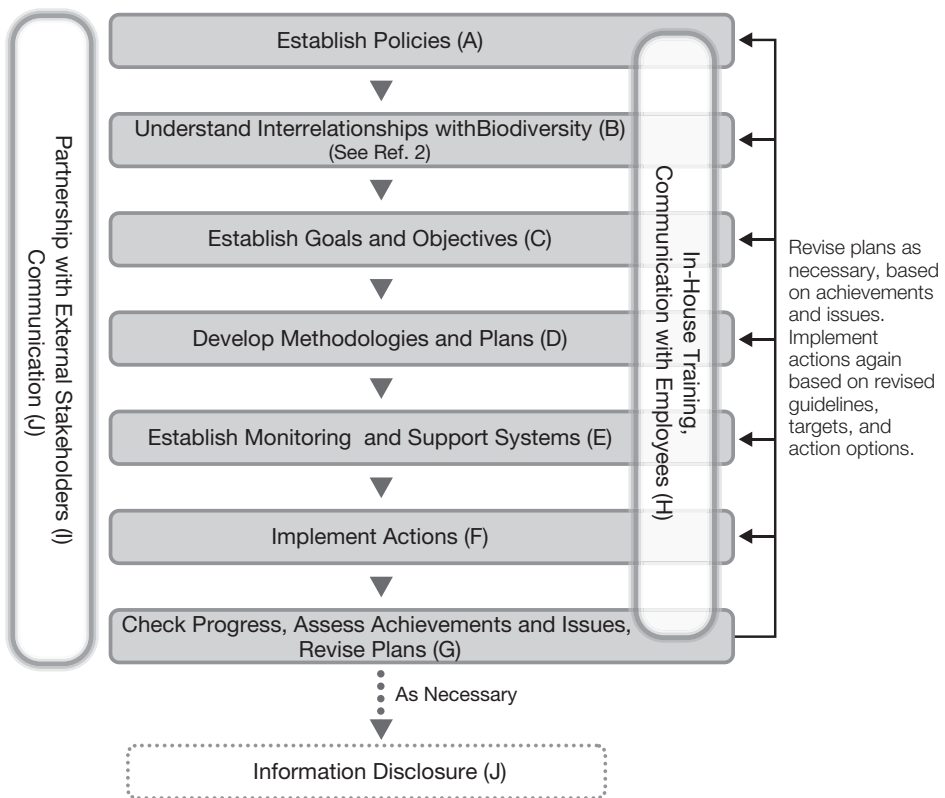 Establish Policies (A)
Understand Interrelationships withBiodiversity (B)
(See Ref. 2)
Establish Goals and Objectives (C)
Develop Methodologies and Plans (D)
Establish Monitoring and Support Systems (E)
Implement Actions (F)
Check Progress, Assess Achievements and Issues,
Revise Plans (G)
As Necessary
Information Disclosure (J)
Partnership with External Stakeholders (I)
Communication (J)
In-House Training,
Communication with Employees (H)
Revise plans as
necessary, based
on achievements
and issues.
Implement
actions again
based on revised
guidelines,
targets, and
action options.